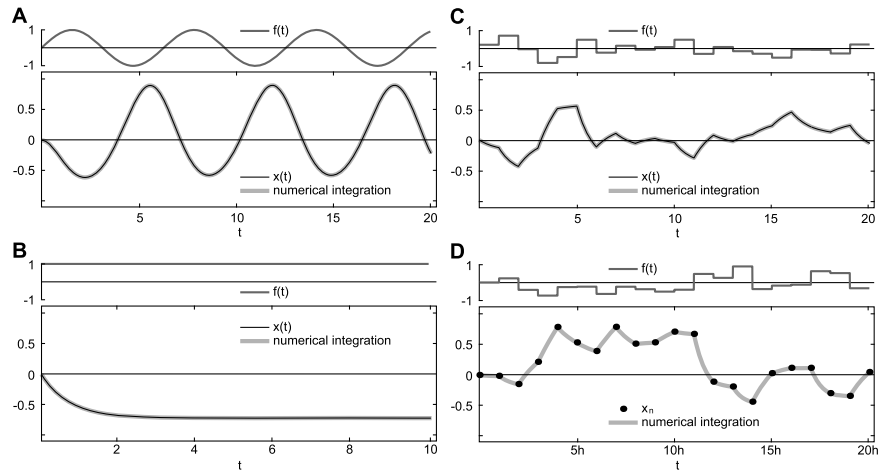 A
1
f(t)
-1
0.5
0
-0.5
x(t)
numerical integration
5
10
15
20
t
B
1
f(t)
-1
x(t)
numerical integration
0
-0.5
2
4
6
8
10
t
C
1
f(t)
-1
0.5
0
-0.5
x(t)
numerical integration
5
10
15
20
t
D
1
f(t)
-1
0.5
0
-0.5
xn
numerical integration
5h
10h
15h
20h
t